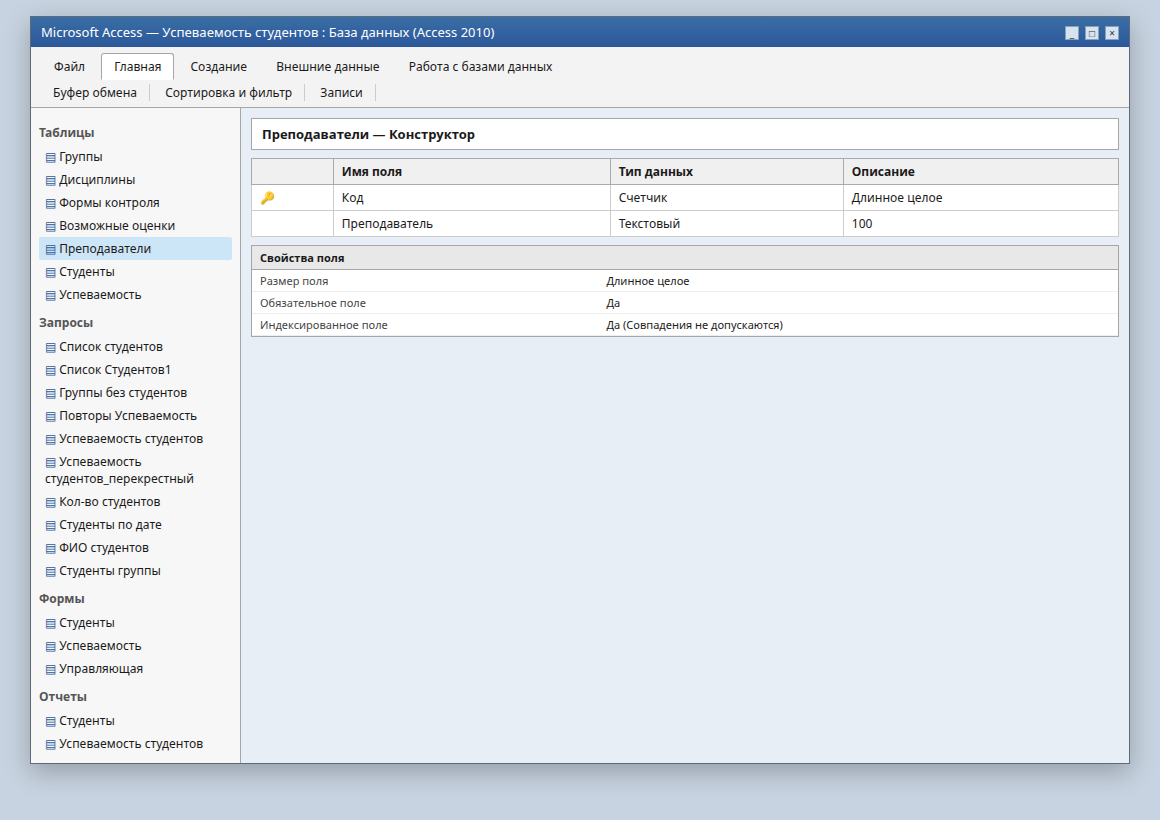 Microsoft Access — Успеваемость студентов : База данных (Access 2010)
Файл Главная Создание Внешние данные Работа с базами данных
Буфер обмена Сортировка и фильтр Записи
Таблицы
Группы
Дисциплины
Формы контроля
Возможные оценки
Преподаватели
Студенты
Успеваемость
Запросы
Список студентов
Список Студентов1
Группы без студентов
Повторы Успеваемость
Успеваемость студентов
Успеваемость
студентов_перекрестный
Кол-во студентов
Студенты по дате
ФИО студентов
Студенты группы
Формы
Студенты
Успеваемость
Управляющая
Отчеты
Студенты
Успеваемость студентов
Преподаватели — Конструктор
Имя поля Тип данных Описание
Код Счетчик Длинное целое
Преподаватель Текстовый 100
Свойства поля
Размер поля Длинное целое
Обязательное поле Да
Индексированное поле Да (Совпадения не допускаются)